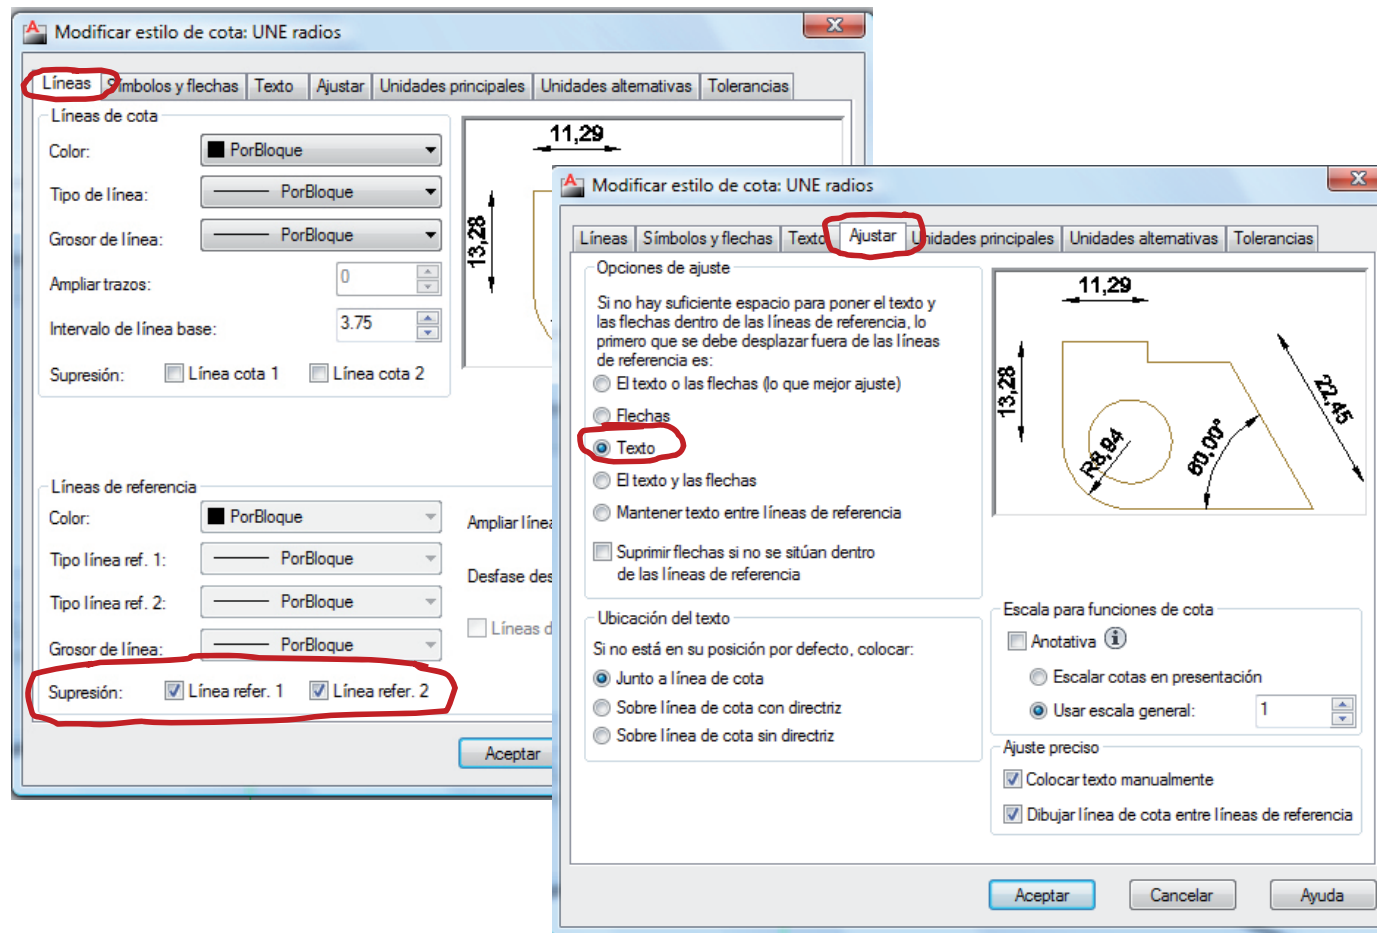 Modificar estilo de cota: UNE radios
Líneas
Símbolos y flechas
Texto
Ajustar
Unidades principales
Unidades alternativas
Tolerancias
Líneas de cota
Color:
PorBloque
Tipo de línea:
PorBloque
Grosor de línea:
PorBloque
Ampliar trazos:
0
Intervalo de línea base:
3.75
Supresión:
Línea cota 1
Línea cota 2
11,29
13,28
Líneas de referencia
Color:
PorBloque
Tipo línea ref. 1:
PorBloque
Tipo línea ref. 2:
PorBloque
Grosor de línea:
PorBloque
Supresión:
Línea refer. 1
Línea refer. 2
Ampliar línea
Desfase des
Líneas d
Aceptar
Modificar estilo de cota: UNE radios
Líneas
Símbolos y flechas
Texto
Ajustar
Unidades principales
Unidades alternativas
Tolerancias
Opciones de ajuste
Si no hay suficiente espacio para poner el texto y
las flechas dentro de las líneas de referencia, lo
primero que se debe desplazar fuera de las líneas
de referencia es:
El texto o las flechas (lo que mejor ajuste)
Flechas
Texto
El texto y las flechas
Mantener texto entre líneas de referencia
Suprimir flechas si no se sitúan dentro
de las líneas de referencia
11,29
13,28
22,45
R8,94
60,00°
Ubicación del texto
Si no está en su posición por defecto, colocar:
Junto a línea de cota
Sobre línea de cota con directriz
Sobre línea de cota sin directriz
Escala para funciones de cota
Anotativa
Escalar cotas en presentación
Usar escala general:
1
Ajuste preciso
Colocar texto manualmente
Dibujar línea de cota entre líneas de referencia
Aceptar
Cancelar
Ayuda